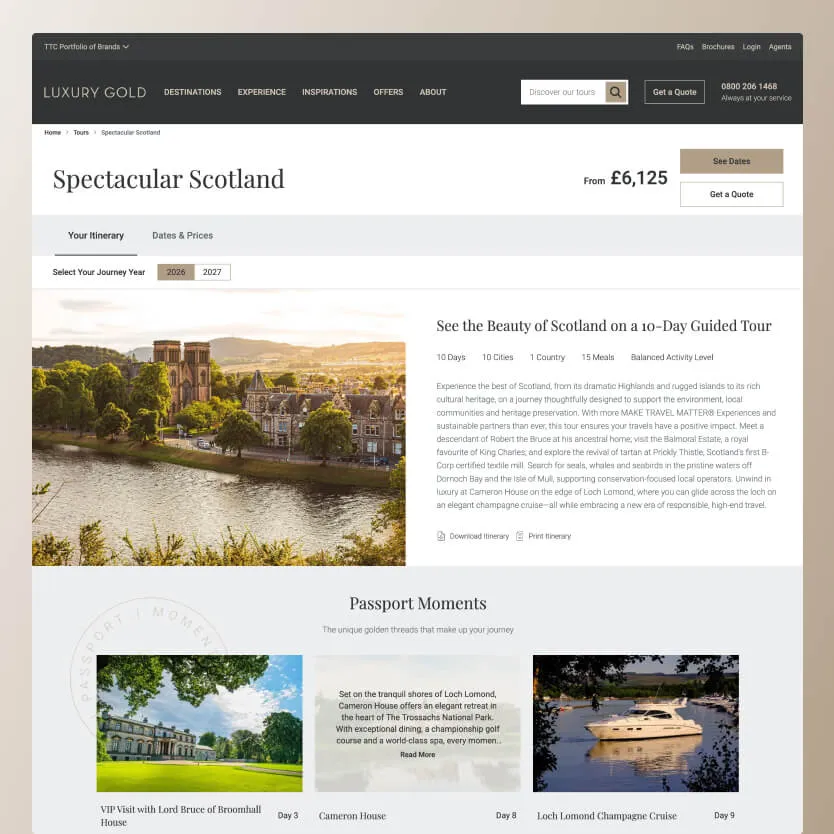 TTC Portfolio of Brands
FAQs Brochures Login Agents
LUXURY GOLD
DESTINATIONS EXPERIENCE INSPIRATIONS OFFERS ABOUT
Discover our tours
Get a Quote
0800 206 1468
Always at your service
Home > Tours > Spectacular Scotland
Spectacular Scotland
From £6,125
See Dates
Get a Quote
Your Itinerary Dates & Prices
Select Your Journey Year 2026 2027
See the Beauty of Scotland on a 10-Day Guided Tour
10 Days 10 Cities 1 Country 15 Meals Balanced Activity Level
Experience the best of Scotland, from its dramatic Highlands and rugged islands to its rich
cultural heritage, on a journey thoughtfully designed to support the environment, local
communities and heritage preservation. With more MAKE TRAVEL MATTER® Experiences and
sustainable partners than ever, this tour ensures your travels have a positive impact. Meet a
descendant of Robert the Bruce at his ancestral home; visit the Balmoral Estate, a royal
favourite of King Charles; and explore the revival of tartan at Prickly Thistle, Scotland's first B-
Corp certified textile mill. Search for seals, whales and seabirds in the pristine waters off
Dornoch Bay and the Isle of Mull, supporting conservation-focused local operators. Unwind in
luxury at Cameron House on the edge of Loch Lomond, where you can glide across the loch on
an elegant champagne cruise—all while embracing a new era of responsible, high-end travel.
Download Itinerary Print Itinerary
Passport Moments
The unique golden threads that make up your journey
PASSPORT | MOMEN
Set on the tranquil shores of Loch Lomond,
Cameron House offers an elegant retreat in
the heart of The Trossachs National Park.
With exceptional dining, a championship golf
course and a world-class spa, every momen..
Read More
VIP Visit with Lord Bruce of Broomhall
House
Day 3
Cameron House Day 8
Loch Lomond Champagne Cruise Day 9